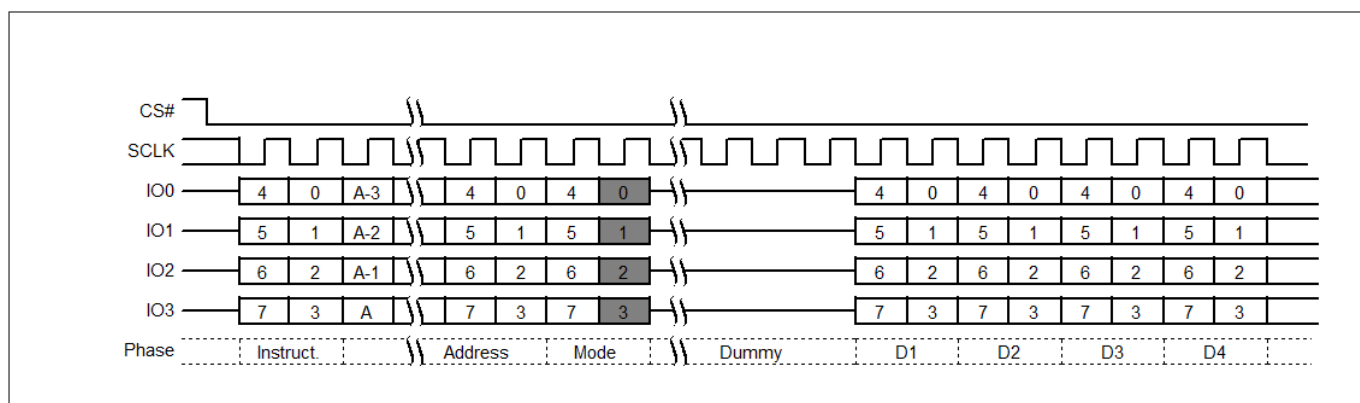 CS#
SCLK
IO0 4 0 A-3 4 0 4 0 4 0 4 0 4 0 4 0
IO1 5 1 A-2 5 1 5 1 5 1 5 1 5 1 5 1
IO2 6 2 A-1 6 2 6 2 6 2 6 2 6 2 6 2
IO3 7 3 A 7 3 7 3 7 3 7 3 7 3 7 3
Phase Instruct. Address Mode Dummy D1 D2 D3 D4